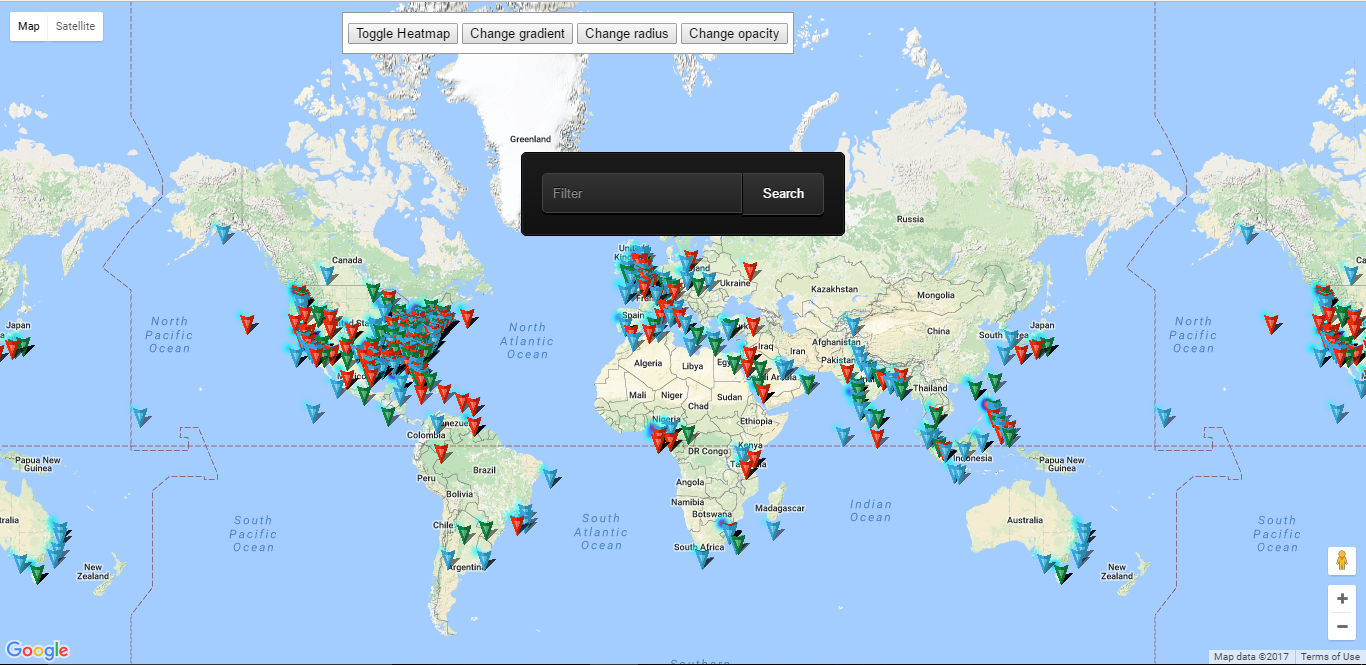 Map Satellite
Toggle Heatmap Change gradient Change radius Change opacity
Greenland
Filter Search
Russia
Canada
United Kingdom
Ukraine
Kazakhstan
Mongolia
Japan
North Pacific Ocean
North Atlantic Ocean
Spain
China
Japan
North Pacific Ocean
Afghanistan
Iraq
Iran
Pakistan
Algeria
Libya
Mali
Niger
Chad
Sudan
Thailand
Nigeria
Ethiopia
Colombia
DR Congo
Kenya
Indonesia
Papua New Guinea
Papua New Guinea
Peru
Brazil
Angola
Bolivia
Namibia
Botswana
Madagascar
Indian Ocean
South Pacific Ocean
Chile
South Atlantic Ocean
South Africa
Australia
South Pacific Ocean
Argentina
New Zealand
New Zealand
Google
Southern
Map data ©2017 Terms of Use